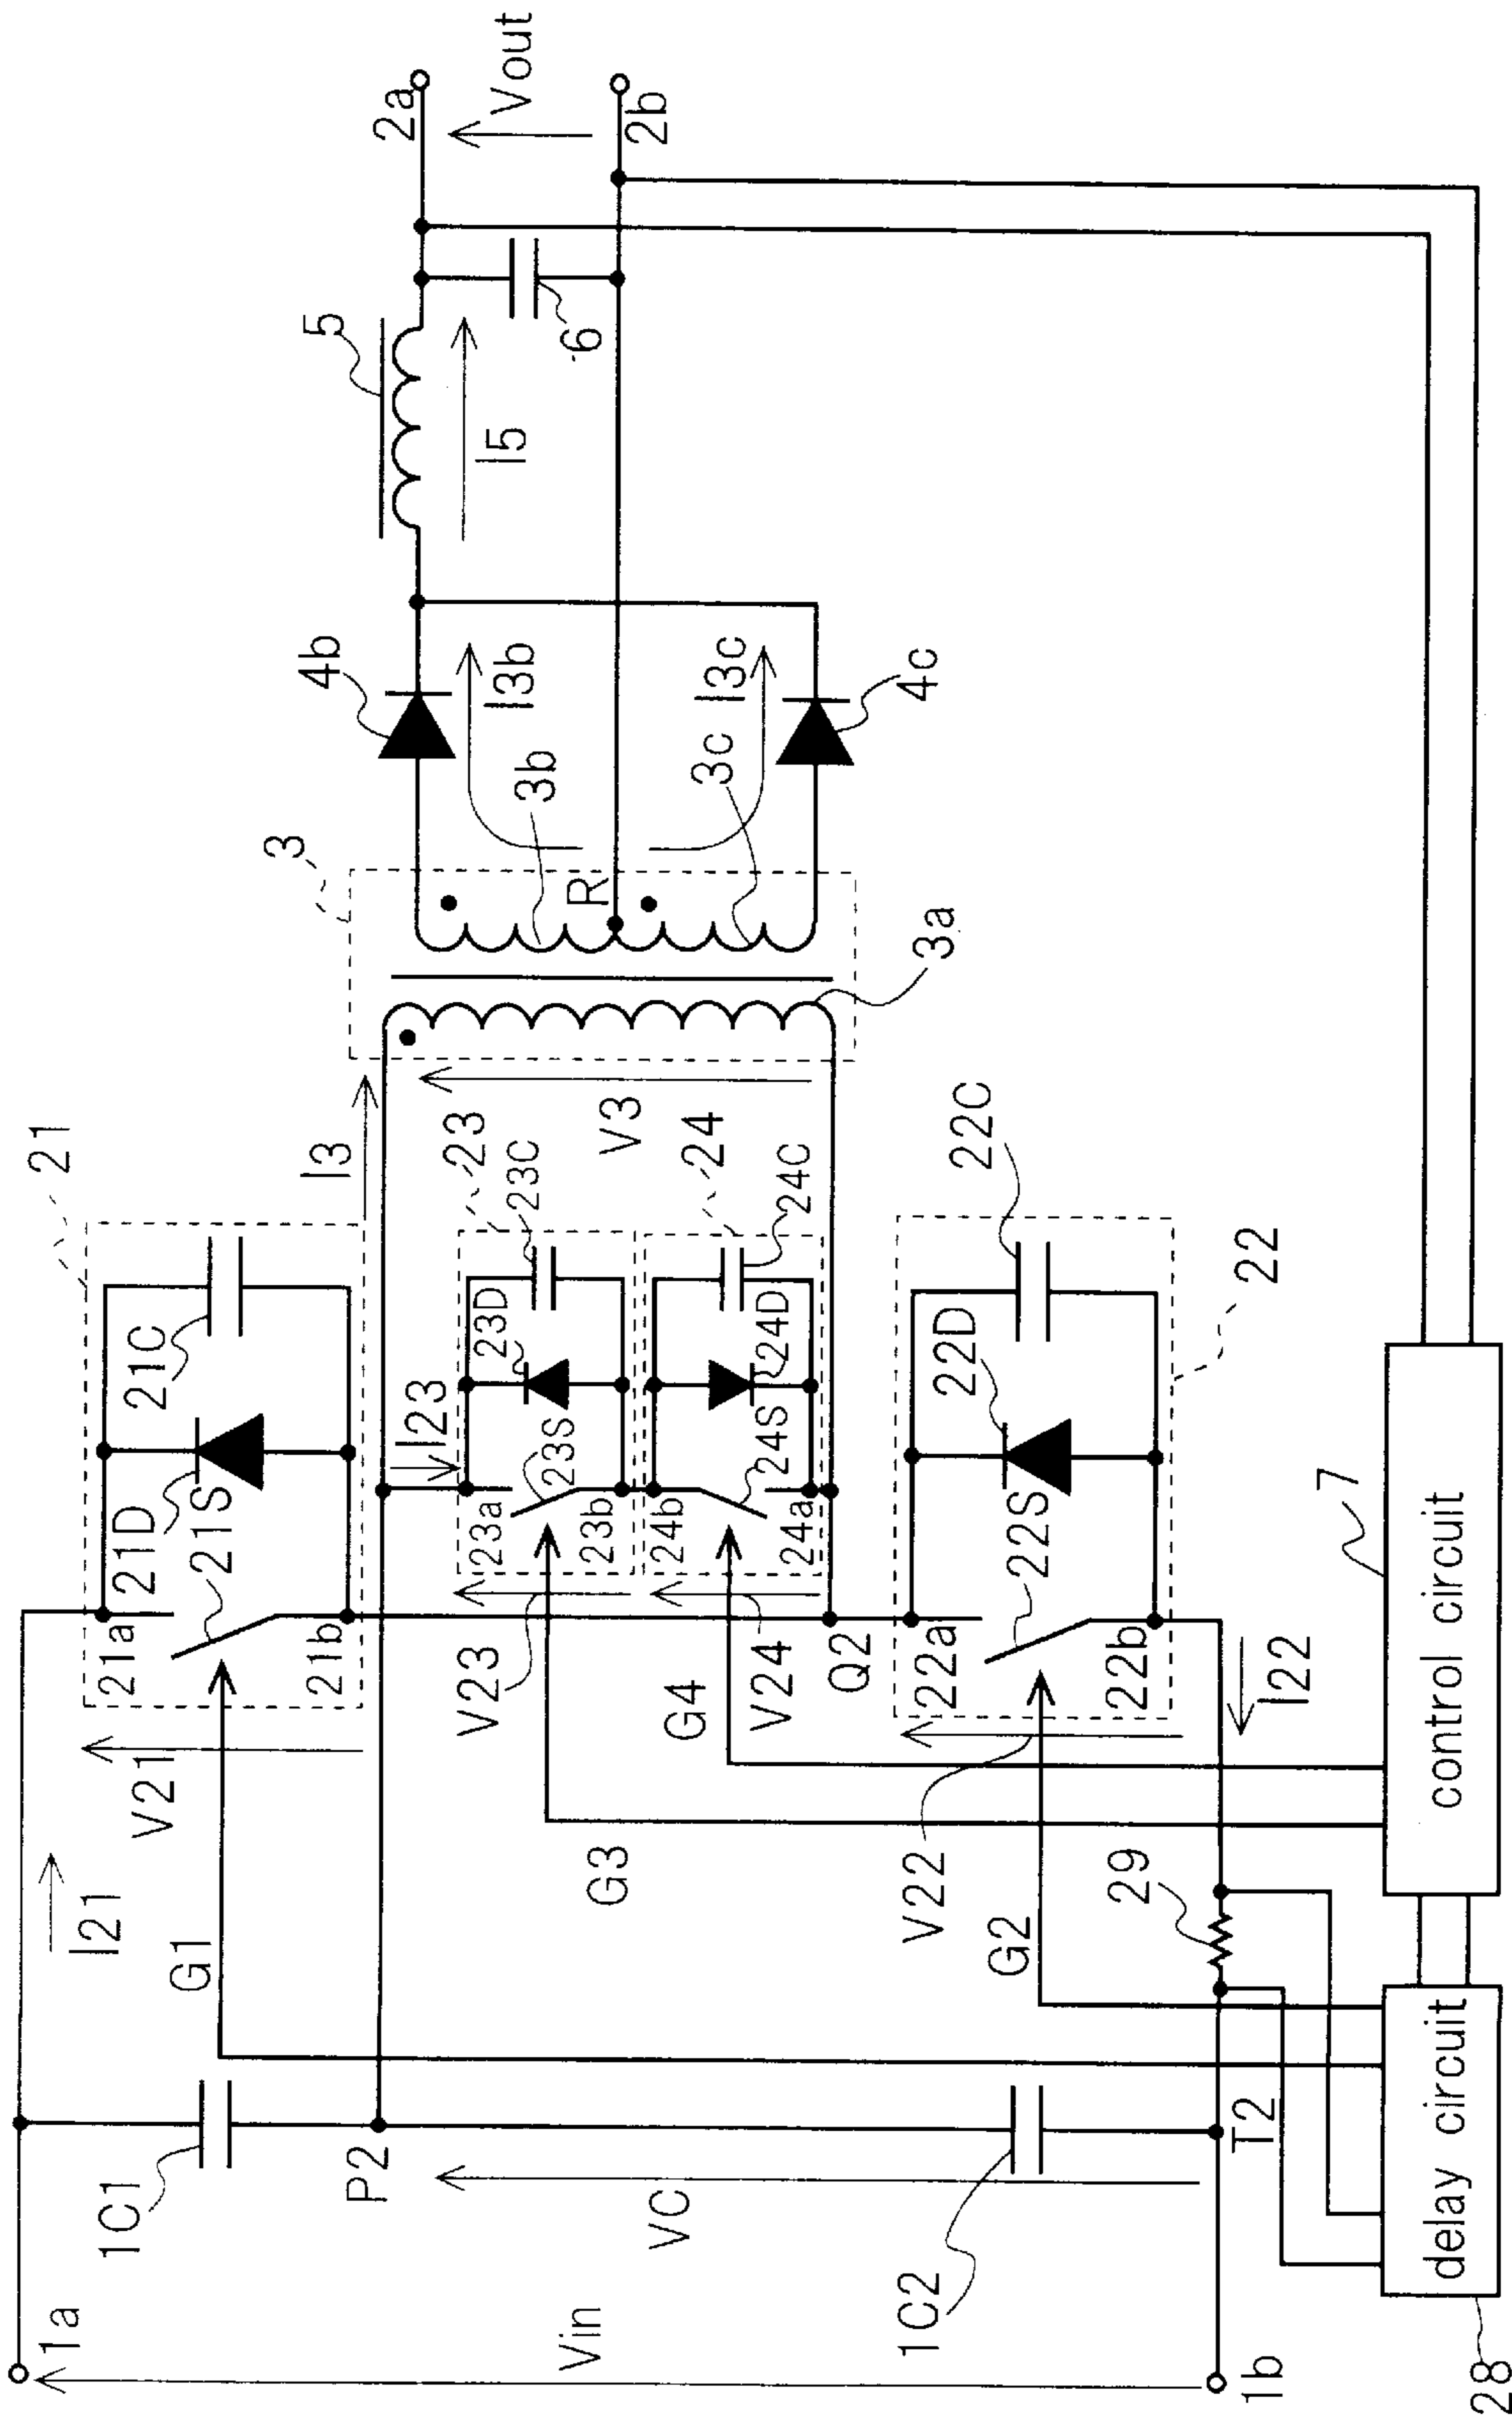 1a
1b
Vin
1C1
1C2
P2
VC
T2
I21
G1
V21
21
21a
21b
21S
21D
21C
I3
G3
G4
V23
V24
I23
23
23a
23b
23S
23D
23C
24
24b
24a
24S
24D
24C
V3
Q2
V22
G2
22
22a
22b
22S
22D
22C
I22
29
3
3a
3b
3c
R
4b
4c
I3b
I3c
5
I5
6
2a
2b
Vout
28
delay circuit
7
control circuit